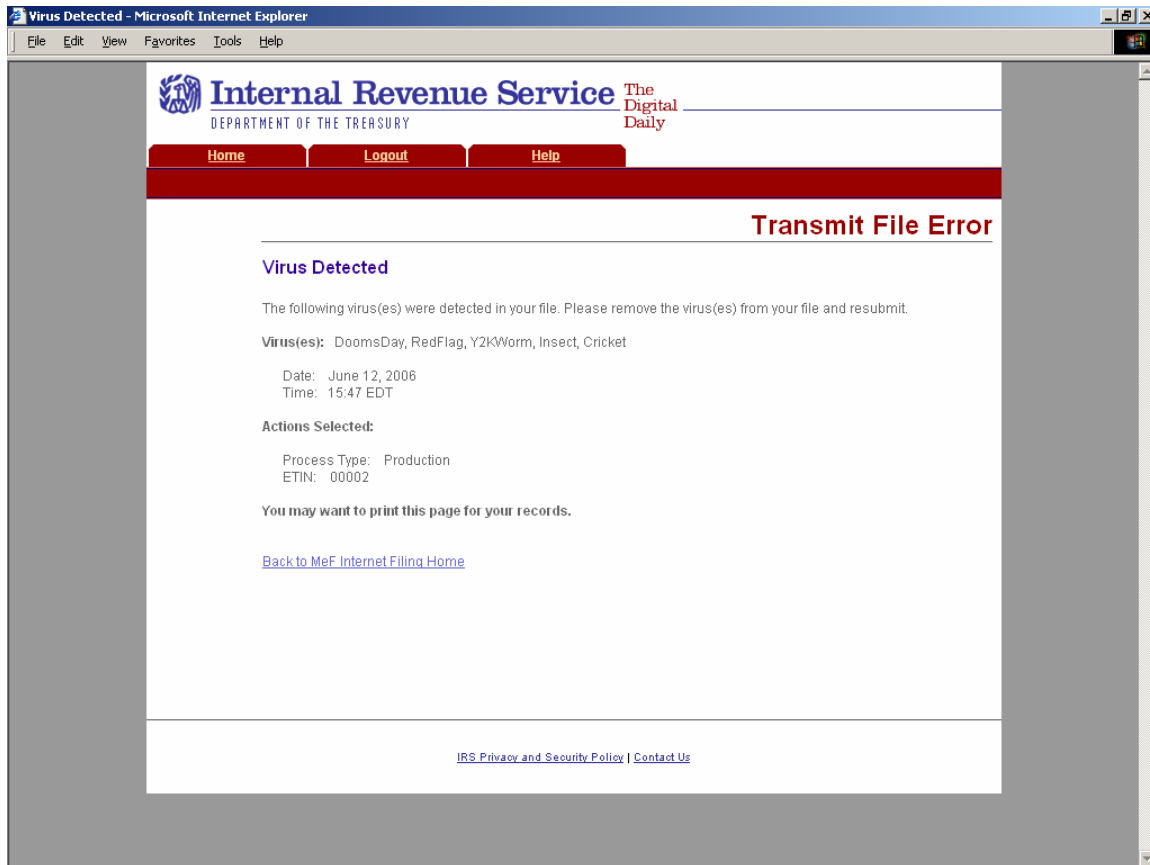 Virus Detected - Microsoft Internet Explorer
File Edit View Favorites Tools Help
Internal Revenue Service The Digital Daily
DEPARTMENT OF THE TREASURY
Home Logout Help
Transmit File Error
Virus Detected
The following virus(es) were detected in your file. Please remove the virus(es) from your file and resubmit.
Virus(es): DoomsDay, RedFlag, Y2KWorm, Insect, Cricket
Date: June 12, 2006
Time: 15:47 EDT
Actions Selected:
Process Type: Production
ETIN: 00002
You may want to print this page for your records.
Back to MeF Internet Filing Home
IRS Privacy and Security Policy | Contact Us